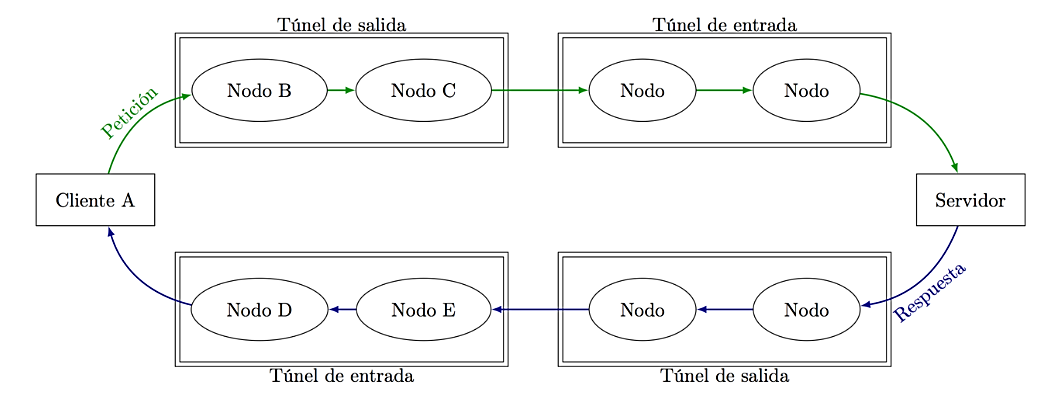 Túnel de salida
Túnel de entrada
Nodo B
Nodo C
Nodo
Nodo
Petición
Cliente A
Servidor
Respuesta
Nodo D
Nodo E
Nodo
Nodo
Túnel de entrada
Túnel de salida